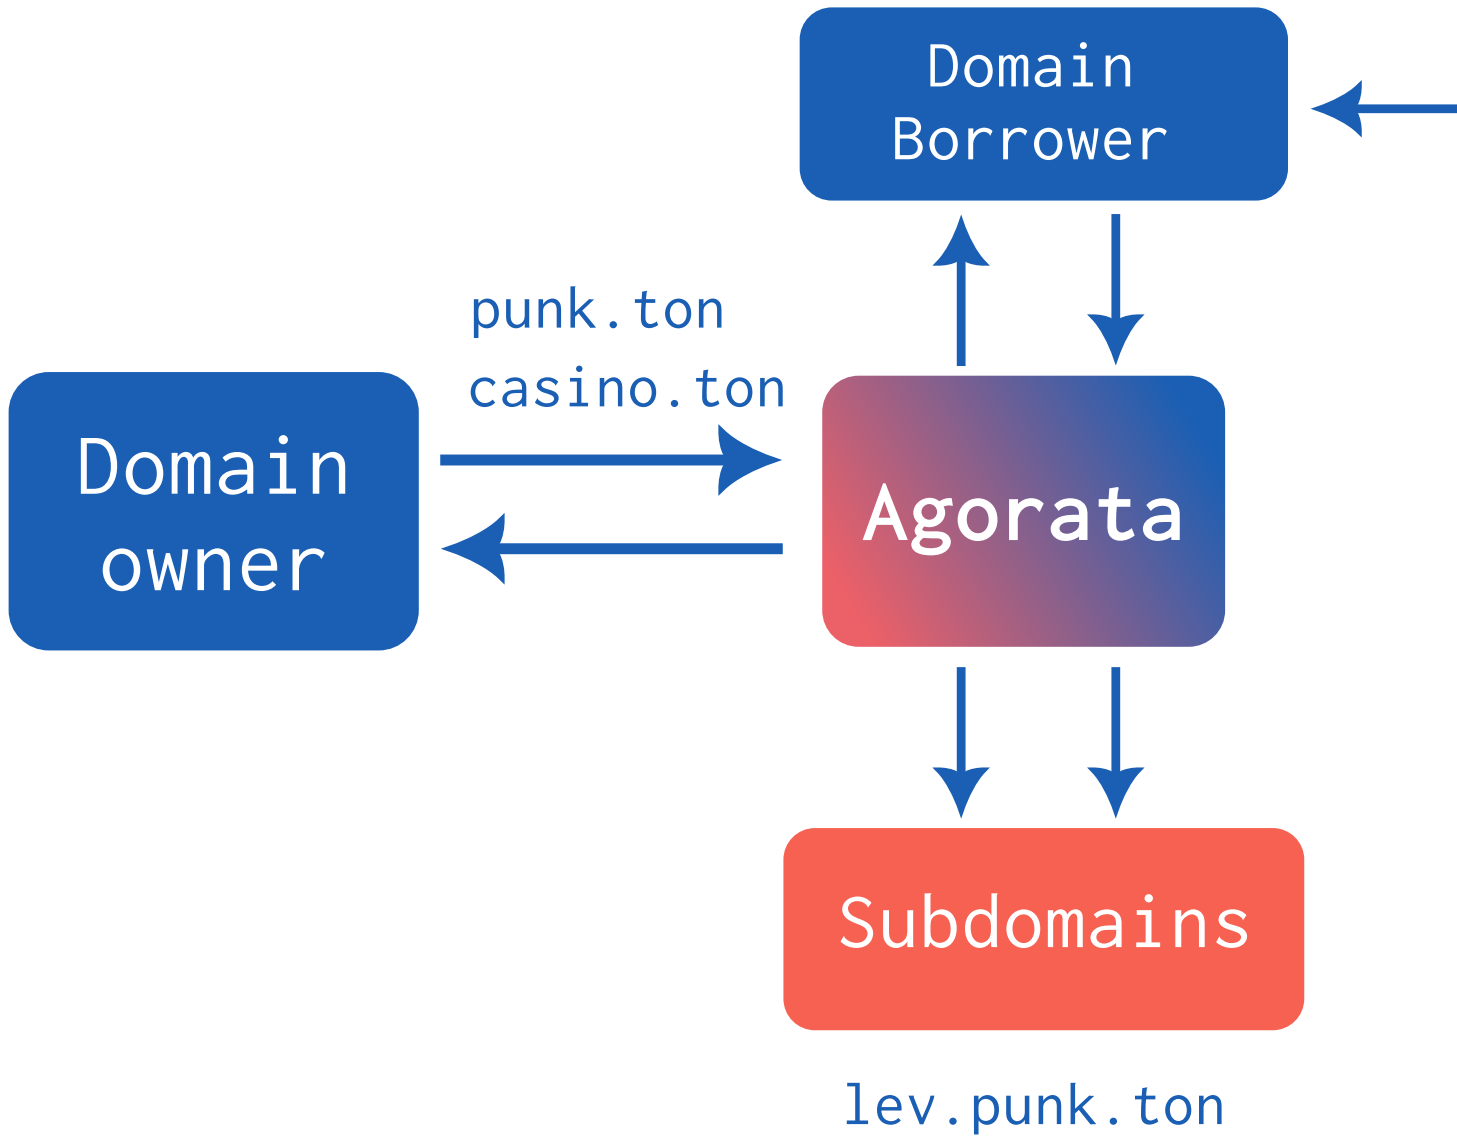 Domain
Borrower
punk.ton
casino.ton
Domain
owner
Agorata
Subdomains
lev.punk.ton